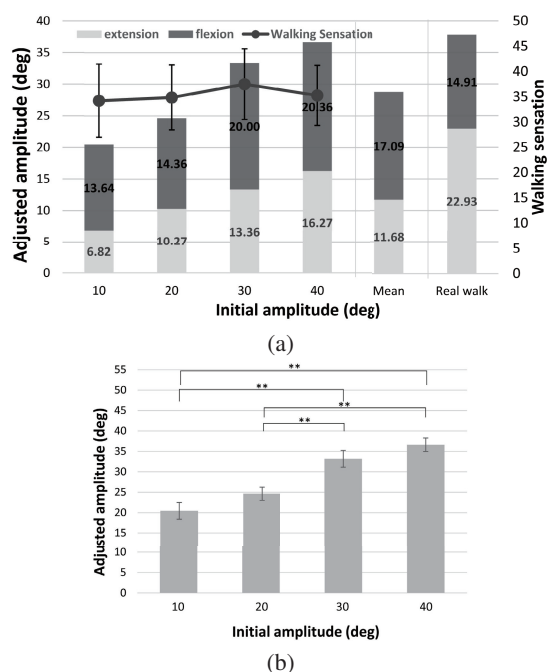 40 50
extension flexion Walking Sensation
35 45
30 40
25 35
20 30
15 25
10 20
5 15
0 10
5
0
Adjusted amplitude (deg)
Walking sensation
13.64 14.36 20.00 20.36 17.09 14.91
6.82 10.27 13.36 16.27 11.68 22.93
10 20 30 40 Mean Real walk
Initial amplitude (deg)
(a)
55
50
45
40
35
30
25
20
15
10
5
0
Adjusted amplitude (deg)
**
**
**
**
10 20 30 40
Initial amplitude (deg)
(b)